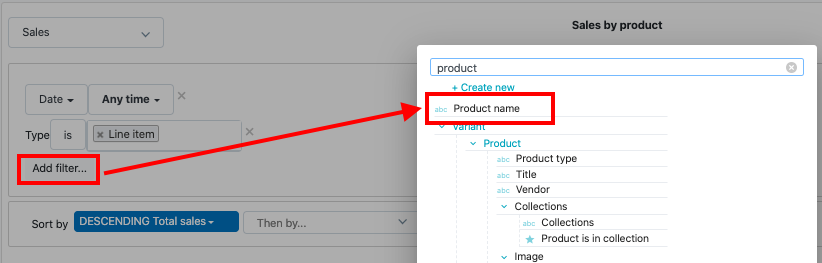 Sales
Sales by product
product
+ Create new
abc Product name
Date
Any time
Variant
Type
is
Line item
Product
Add filter...
abc Product type
abc Title
abc Vendor
Collections
Sort by
DESCENDING Total sales
Then by...
abc Collections
Product is in collection
Image